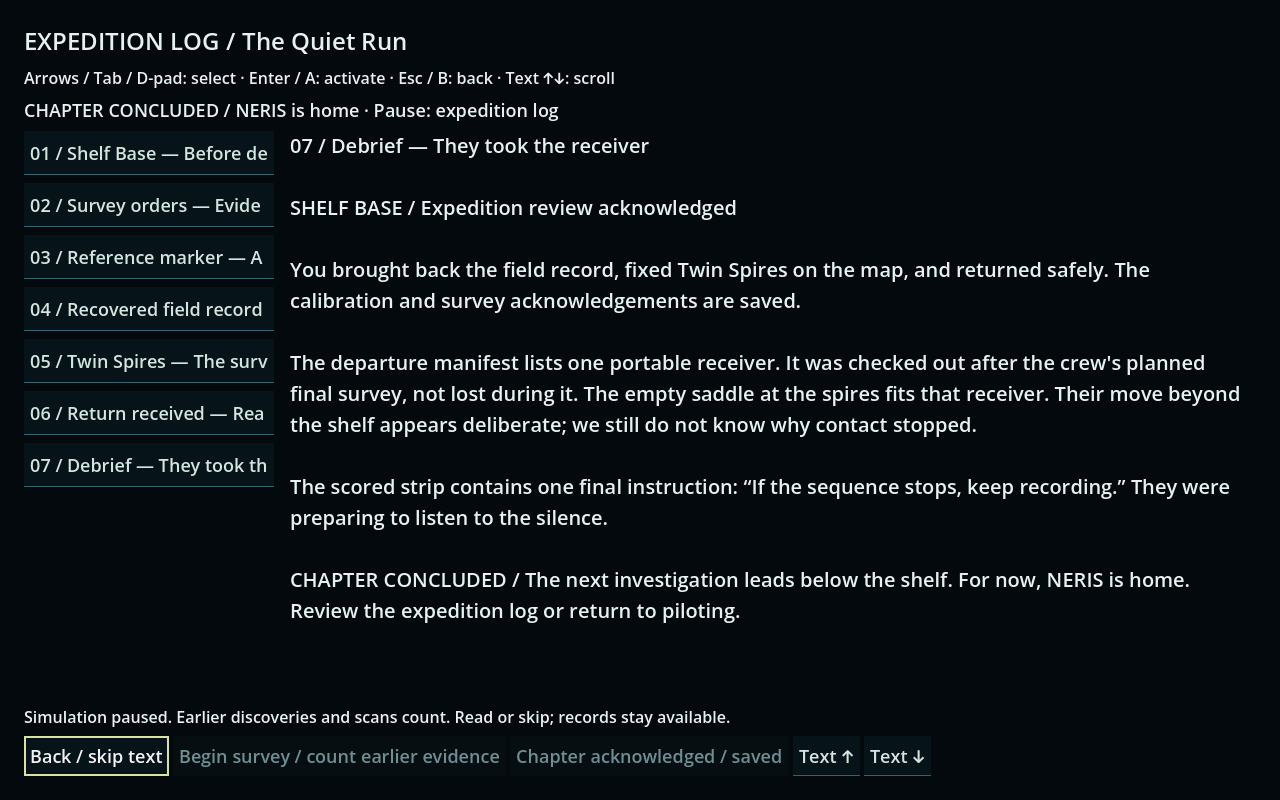 EXPEDITION LOG / The Quiet Run
Arrows / Tab / D-pad: select · Enter / A: activate · Esc / B: back · Text ↑↓: scroll
CHAPTER CONCLUDED / NERIS is home · Pause: expedition log
01 / Shelf Base — Before de
02 / Survey orders — Evide
03 / Reference marker — A
04 / Recovered field record
05 / Twin Spires — The surv
06 / Return received — Rea
07 / Debrief — They took th
07 / Debrief — They took the receiver
SHELF BASE / Expedition review acknowledged
You brought back the field record, fixed Twin Spires on the map, and returned safely. The
calibration and survey acknowledgements are saved.
The departure manifest lists one portable receiver. It was checked out after the crew's planned
final survey, not lost during it. The empty saddle at the spires fits that receiver. Their move beyond
the shelf appears deliberate; we still do not know why contact stopped.
The scored strip contains one final instruction: “If the sequence stops, keep recording.” They were
preparing to listen to the silence.
CHAPTER CONCLUDED / The next investigation leads below the shelf. For now, NERIS is home.
Review the expedition log or return to piloting.
Simulation paused. Earlier discoveries and scans count. Read or skip; records stay available.
Back / skip text
Begin survey / count earlier evidence
Chapter acknowledged / saved
Text ↑
Text ↓